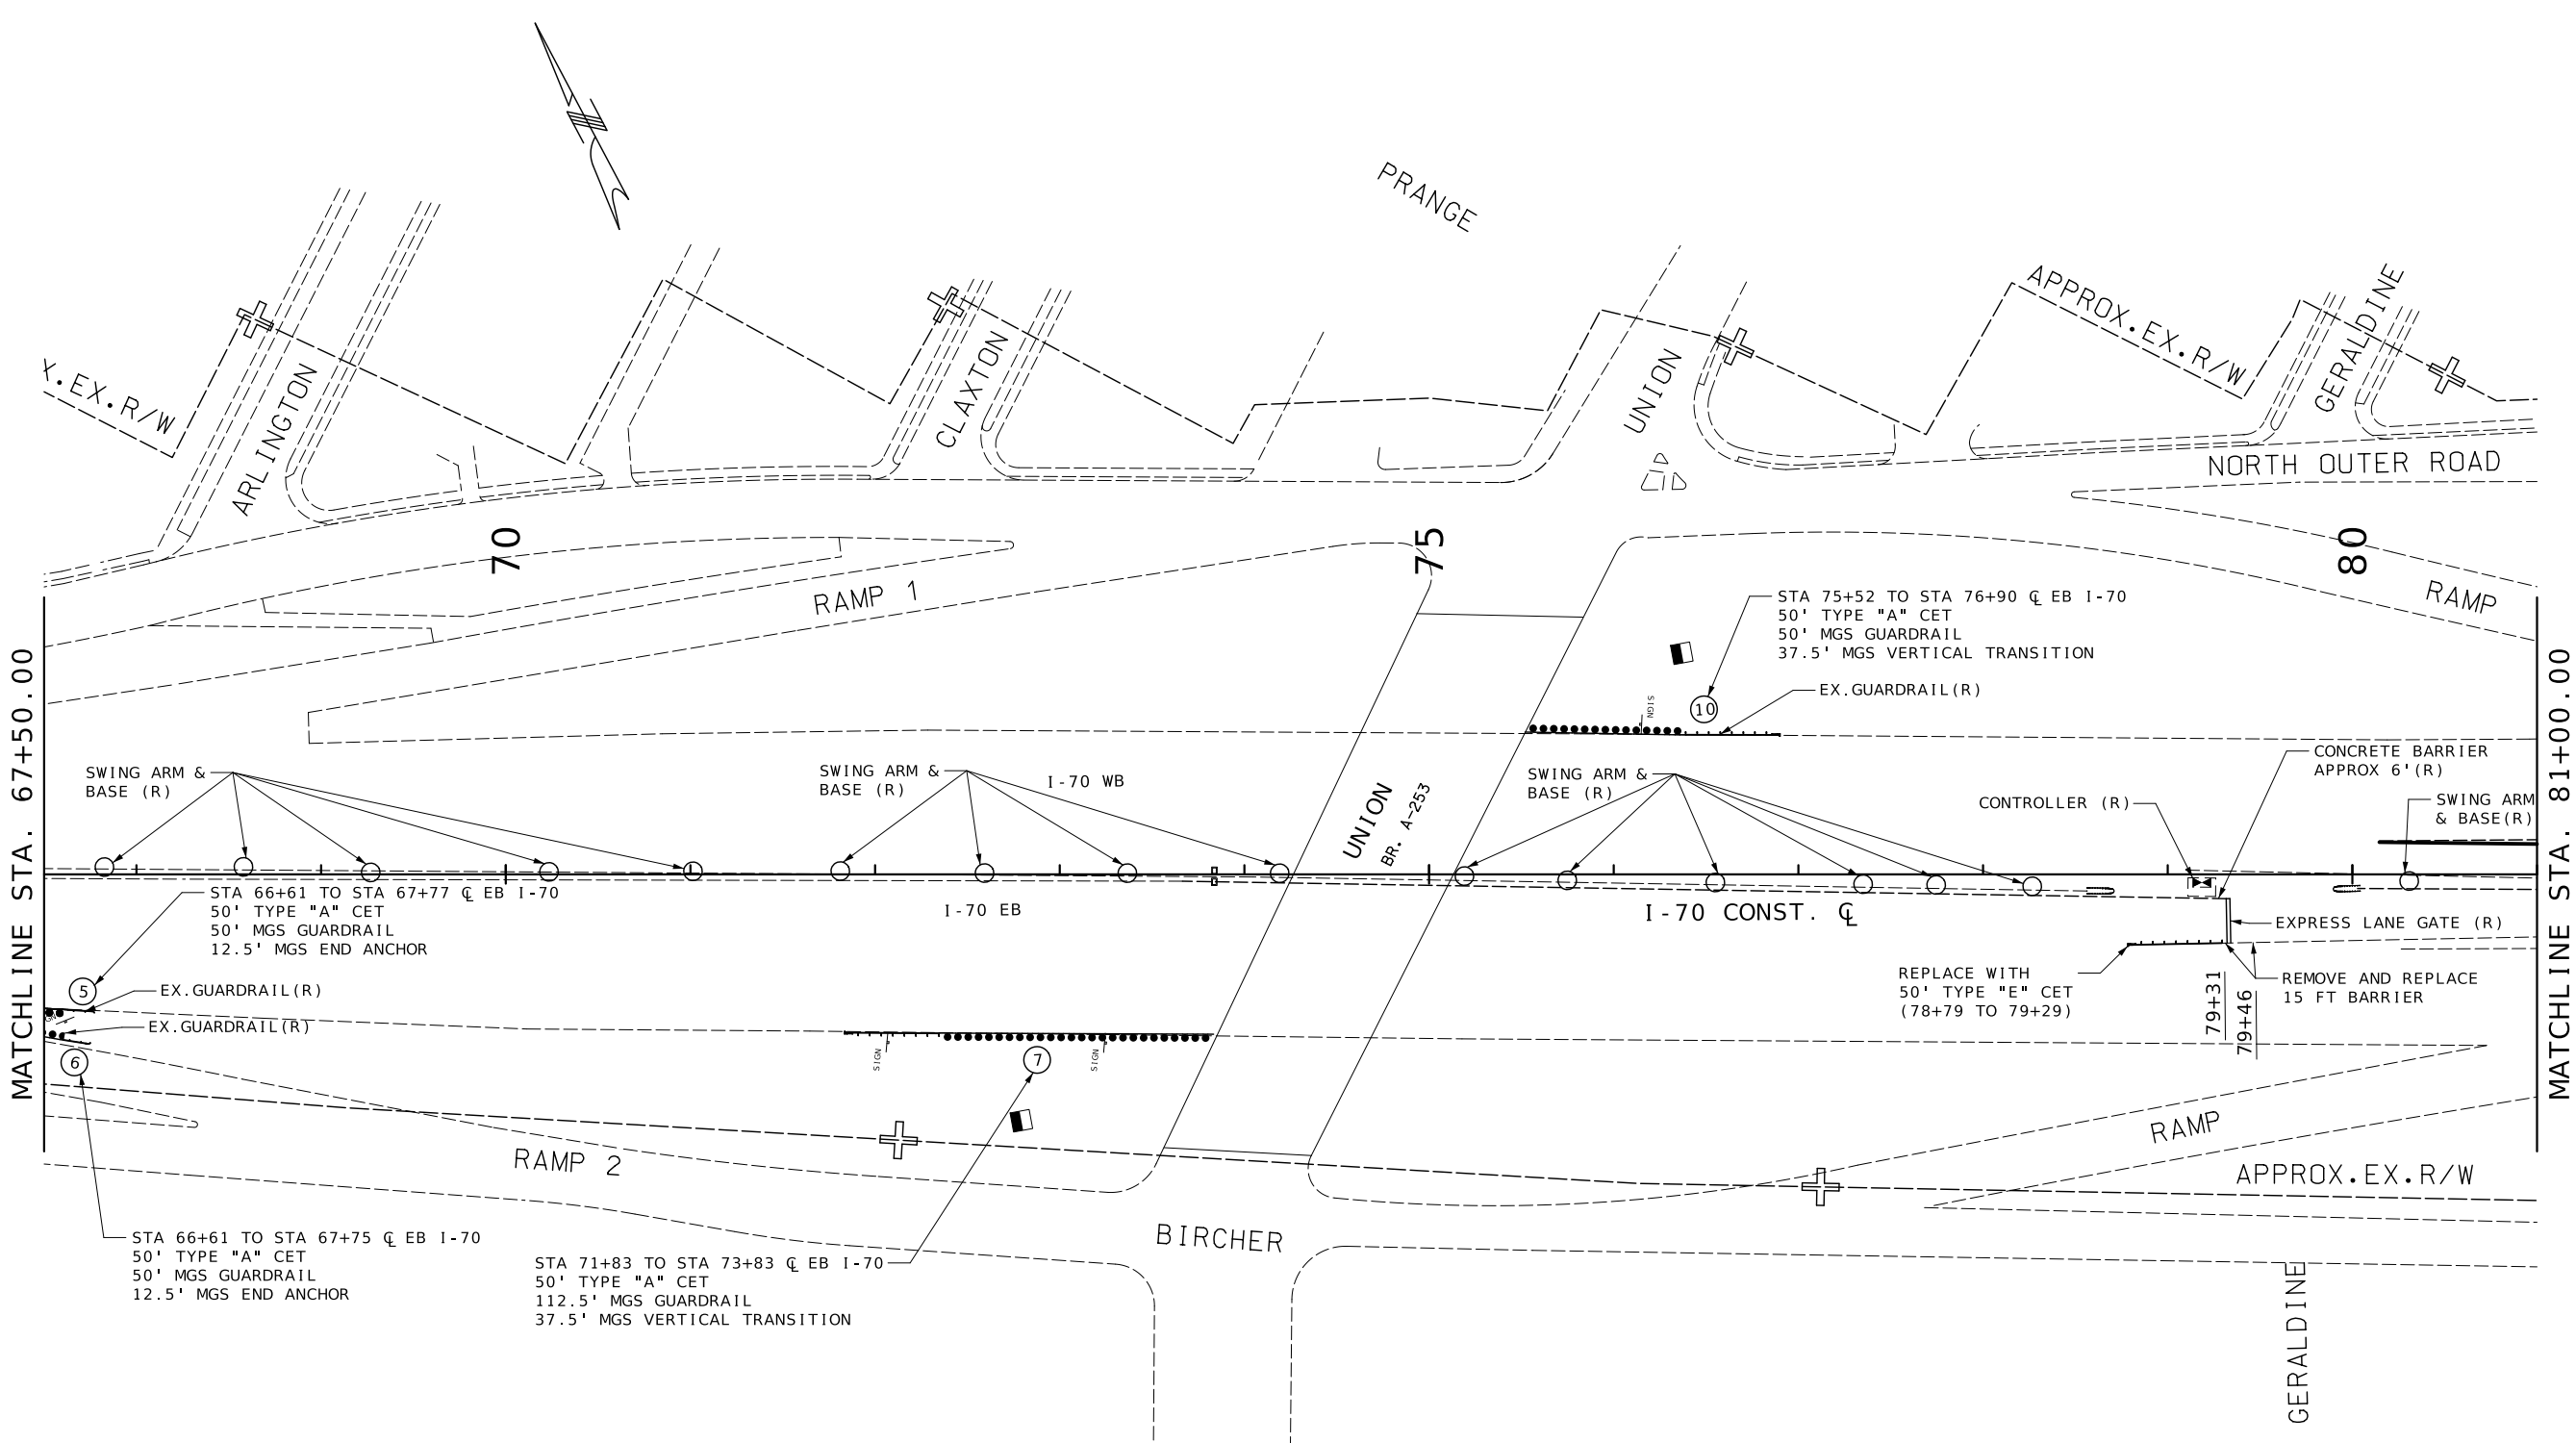 PRANGE
APPROX.EX.R/W
GERALDINE
X.EX.R/W
ARLINGTON
CLAXTON
UNION
NORTH OUTER ROAD
70
75
80
RAMP 1
RAMP
STA 75+52 TO STA 76+90 ℄ EB I-70
50' TYPE "A" CET
50' MGS GUARDRAIL
37.5' MGS VERTICAL TRANSITION
EX.GUARDRAIL(R)
SIGN
10
MATCHLINE STA. 67+50.00
MATCHLINE STA. 81+00.00
SWING ARM &
BASE (R)
SWING ARM &
BASE (R)
I-70 WB
UNION
BR. A-253
SWING ARM &
BASE (R)
CONCRETE BARRIER
APPROX 6'(R)
CONTROLLER (R)
SWING ARM
& BASE(R)
STA 66+61 TO STA 67+77 ℄ EB I-70
50' TYPE "A" CET
50' MGS GUARDRAIL
12.5' MGS END ANCHOR
I-70 EB
I-70 CONST. ℄
EXPRESS LANE GATE (R)
REPLACE WITH
50' TYPE "E" CET
(78+79 TO 79+29)
79+31
79+46
REMOVE AND REPLACE
15 FT BARRIER
5
EX.GUARDRAIL(R)
EX.GUARDRAIL(R)
6
SIGN
SIGN
7
RAMP 2
RAMP
APPROX.EX.R/W
BIRCHER
STA 66+61 TO STA 67+75 ℄ EB I-70
50' TYPE "A" CET
50' MGS GUARDRAIL
12.5' MGS END ANCHOR
STA 71+83 TO STA 73+83 ℄ EB I-70
50' TYPE "A" CET
112.5' MGS GUARDRAIL
37.5' MGS VERTICAL TRANSITION
GERALDINE